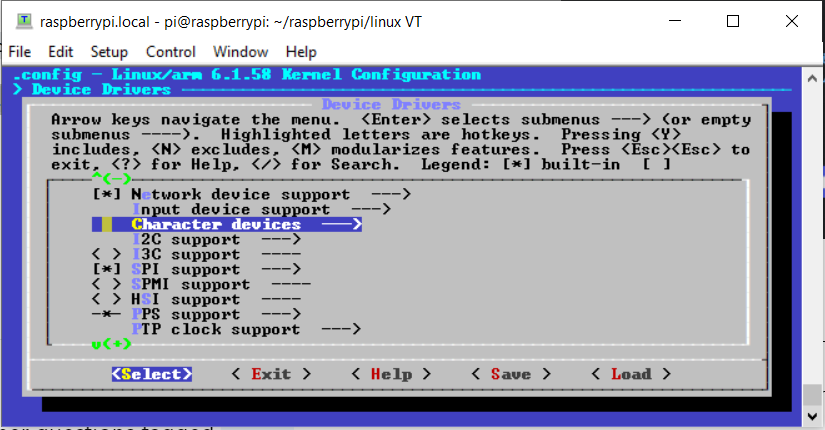 raspberrypi.local - pi@raspberrypi: ~/raspberrypi/linux VT
File Edit Setup Control Window Help
.config - Linux/arm 6.1.58 Kernel Configuration
> Device Drivers
Device Drivers
Arrow keys navigate the menu. <Enter> selects submenus ---> (or empty
submenus ----). Highlighted letters are hotkeys. Pressing <Y>
includes, <N> excludes, <M> modularizes features. Press <Esc><Esc> to
exit, <?> for Help, </> for Search. Legend: [*] built-in [ ]
^(-)
[*] Network device support --->
Input device support --->
Character devices --->
I2C support --->
< > I3C support ----
[*] SPI support --->
< > SPMI support ----
< > HSI support ----
-*- PPS support --->
PTP clock support --->
v(+)
<Select> < Exit > < Help > < Save > < Load >